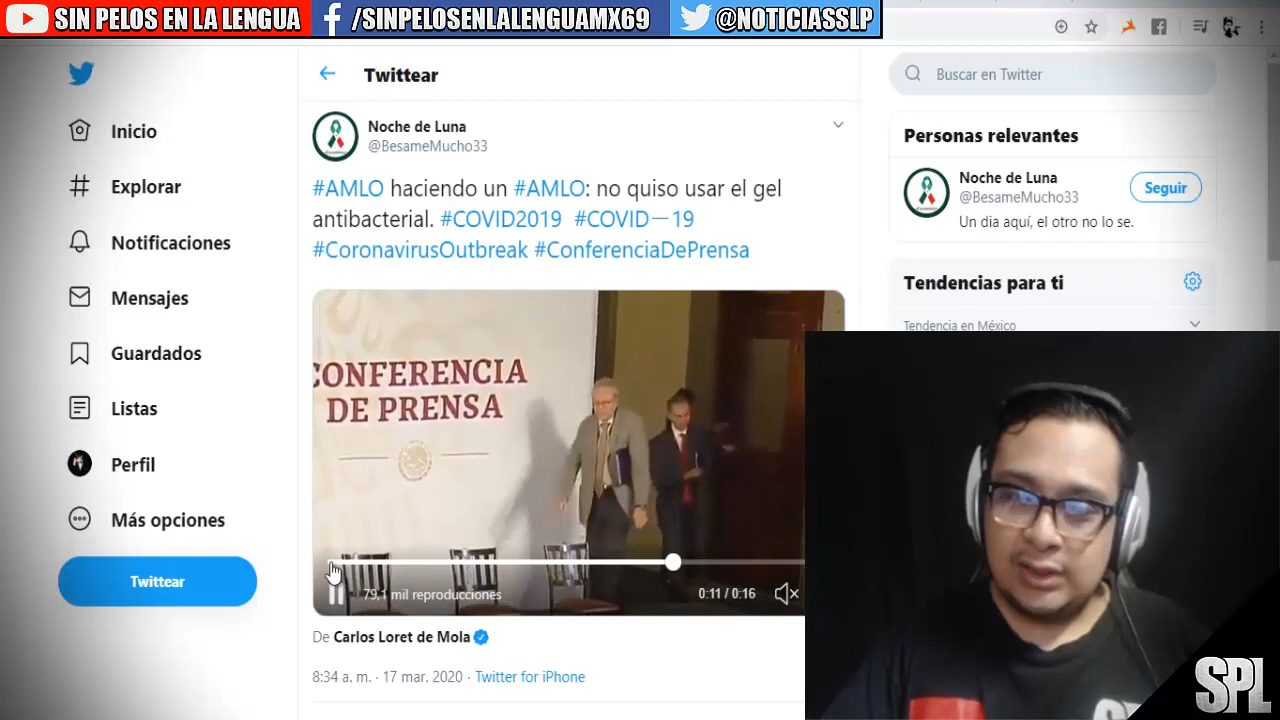 SIN PELOS EN LA LENGUA
/SINPELOSENLALENGUAMX69
@NOTICIASSLP
Inicio
Explorar
Notificaciones
Mensajes
Guardados
Listas
Perfil
Más opciones
Twittear
Twittear
Noche de Luna
@BesameMucho33
#AMLO haciendo un #AMLO: no quiso usar el gel
antibacterial. #COVID2019 #COVID—19
#CoronavirusOutbreak #ConferenciaDePrensa
CONFERENCIA
DE PRENSA
79,1 mil reproducciones
0:11 / 0:16
De Carlos Loret de Mola
8:34 a. m. · 17 mar. 2020 · Twitter for iPhone
Buscar en Twitter
Personas relevantes
Noche de Luna
@BesameMucho33
Seguir
Un dia aquí, el otro no lo se.
Tendencias para ti
Tendencia en México
SPL